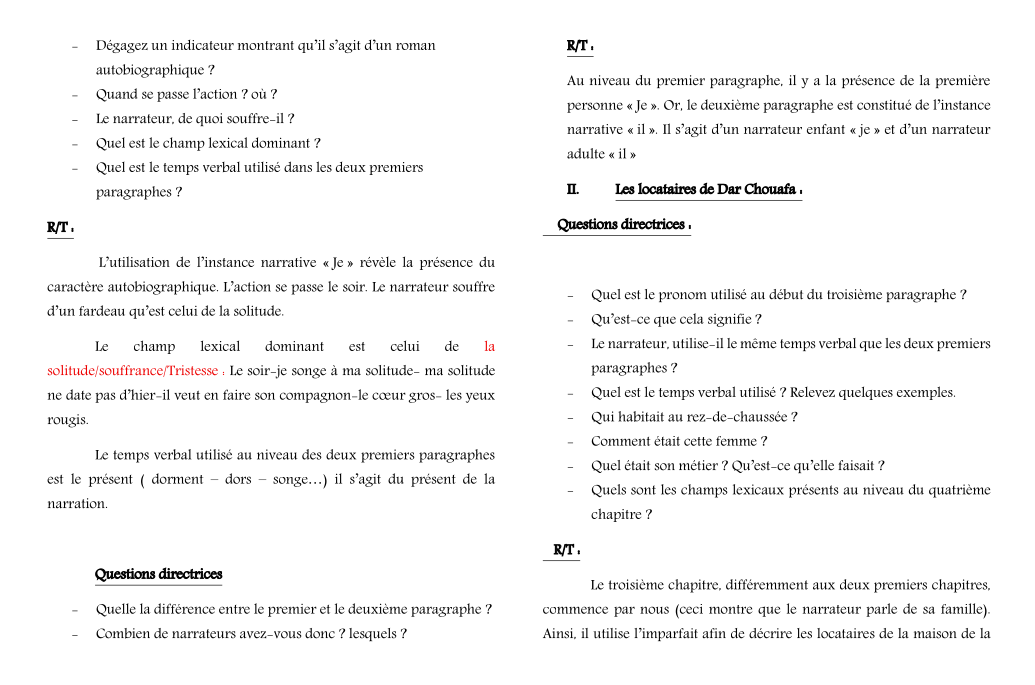 - Dégagez un indicateur montrant qu'il s'agit d'un roman
autobiographique ?
- Quand se passe l'action ? où ?
- Le narrateur, de quoi souffre-il ?
- Quel est le champ lexical dominant ?
- Quel est le temps verbal utilisé dans les deux premiers
paragraphes ?
R/T :
L'utilisation de l'instance narrative « Je » révèle la présence du
caractère autobiographique. L'action se passe le soir. Le narrateur souffre
d'un fardeau qu'est celui de la solitude.
Le champ lexical dominant est celui de la
solitude/souffrance/Tristesse : Le soir-je songe à ma solitude- ma solitude
ne date pas d'hier-il veut en faire son compagnon-le cœur gros- les yeux
rougis.
Le temps verbal utilisé au niveau des deux premiers paragraphes
est le présent ( dorment – dors – songe…) il s'agit du présent de la
narration.
Questions directrices
- Quelle la différence entre le premier et le deuxième paragraphe ?
- Combien de narrateurs avez-vous donc ? lesquels ?
R/T :
Au niveau du premier paragraphe, il y a la présence de la première
personne « Je ». Or, le deuxième paragraphe est constitué de l'instance
narrative « il ». Il s'agit d'un narrateur enfant « je » et d'un narrateur
adulte « il »
II. Les locataires de Dar Chouafa :
Questions directrices :
- Quel est le pronom utilisé au début du troisième paragraphe ?
- Qu'est-ce que cela signifie ?
- Le narrateur, utilise-il le même temps verbal que les deux premiers
paragraphes ?
- Quel est le temps verbal utilisé ? Relevez quelques exemples.
- Qui habitait au rez-de-chaussée ?
- Comment était cette femme ?
- Quel était son métier ? Qu'est-ce qu'elle faisait ?
- Quels sont les champs lexicaux présents au niveau du quatrième
chapitre ?
R/T :
Le troisième chapitre, différemment aux deux premiers chapitres,
commence par nous (ceci montre que le narrateur parle de sa famille).
Ainsi, il utilise l'imparfait afin de décrire les locataires de la maison de la